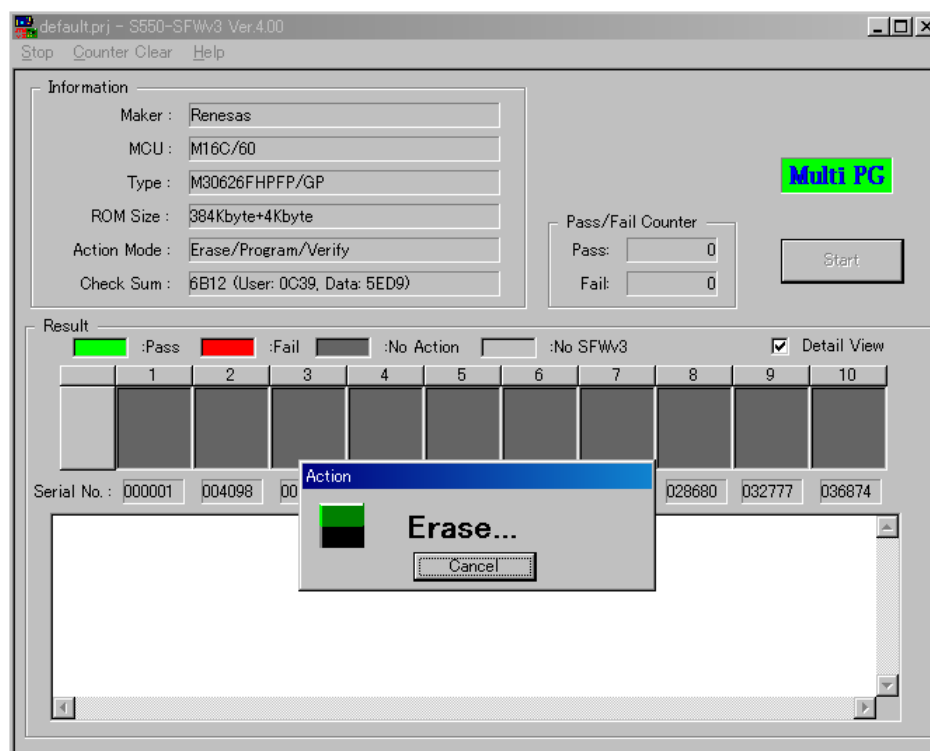 default.prj - S550-SFWv3 Ver.4.00
Stop Counter Clear Help
Information
Maker : Renesas
MCU : M16C/60
Type : M30626FHPFP/GP
ROM Size : 384Kbyte+4Kbyte
Action Mode : Erase/Program/Verify
Check Sum : 6B12 (User: 0C39, Data: 5ED9)
Multi PG
Pass/Fail Counter
Pass: 0
Fail: 0
Start
Result
:Pass :Fail :No Action :No SFWv3 Detail View
1 2 3 4 5 6 7 8 9 10
Serial No. : 000001 004098 00 028680 032777 036874
Action
Erase...
Cancel